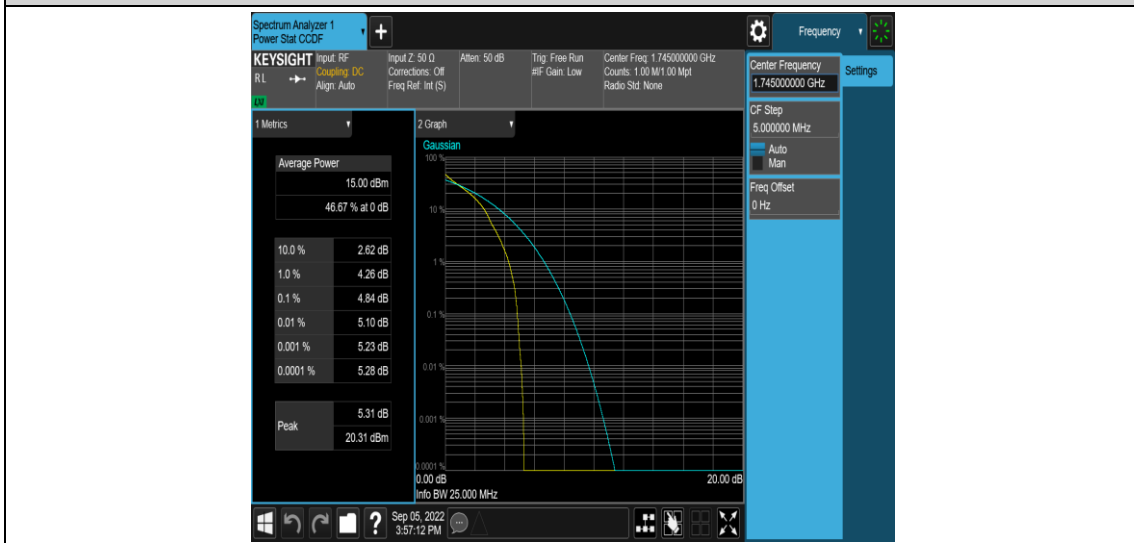 Spectrum Analyzer 1
Power Stat CCDF
Frequency
KEYSIGHT
RL
LXI
Input: RF
Coupling: DC
Align: Auto
Input Z: 50 Ω
Corrections: Off
Freq Ref: Int (S)
Atten: 50 dB
Trig: Free Run
#IF Gain: Low
Center Freq: 1.745000000 GHz
Counts: 1.00 M/1.00 Mpt
Radio Std: None
Center Frequency
1.745000000 GHz
Settings
CF Step
5.000000 MHz
Auto
Man
Freq Offset
0 Hz
1 Metrics
Average Power
15.00 dBm
46.67 % at 0 dB
10.0 % 2.62 dB
1.0 % 4.26 dB
0.1 % 4.84 dB
0.01 % 5.10 dB
0.001 % 5.23 dB
0.0001 % 5.28 dB
Peak
5.31 dB
20.31 dBm
2 Graph
Gaussian
100 %
10 %
1 %
0.1 %
0.01 %
0.001 %
0.0001 %
0.00 dB 20.00 dB
Info BW 25.000 MHz
?
Sep 05, 2022
3:57:12 PM